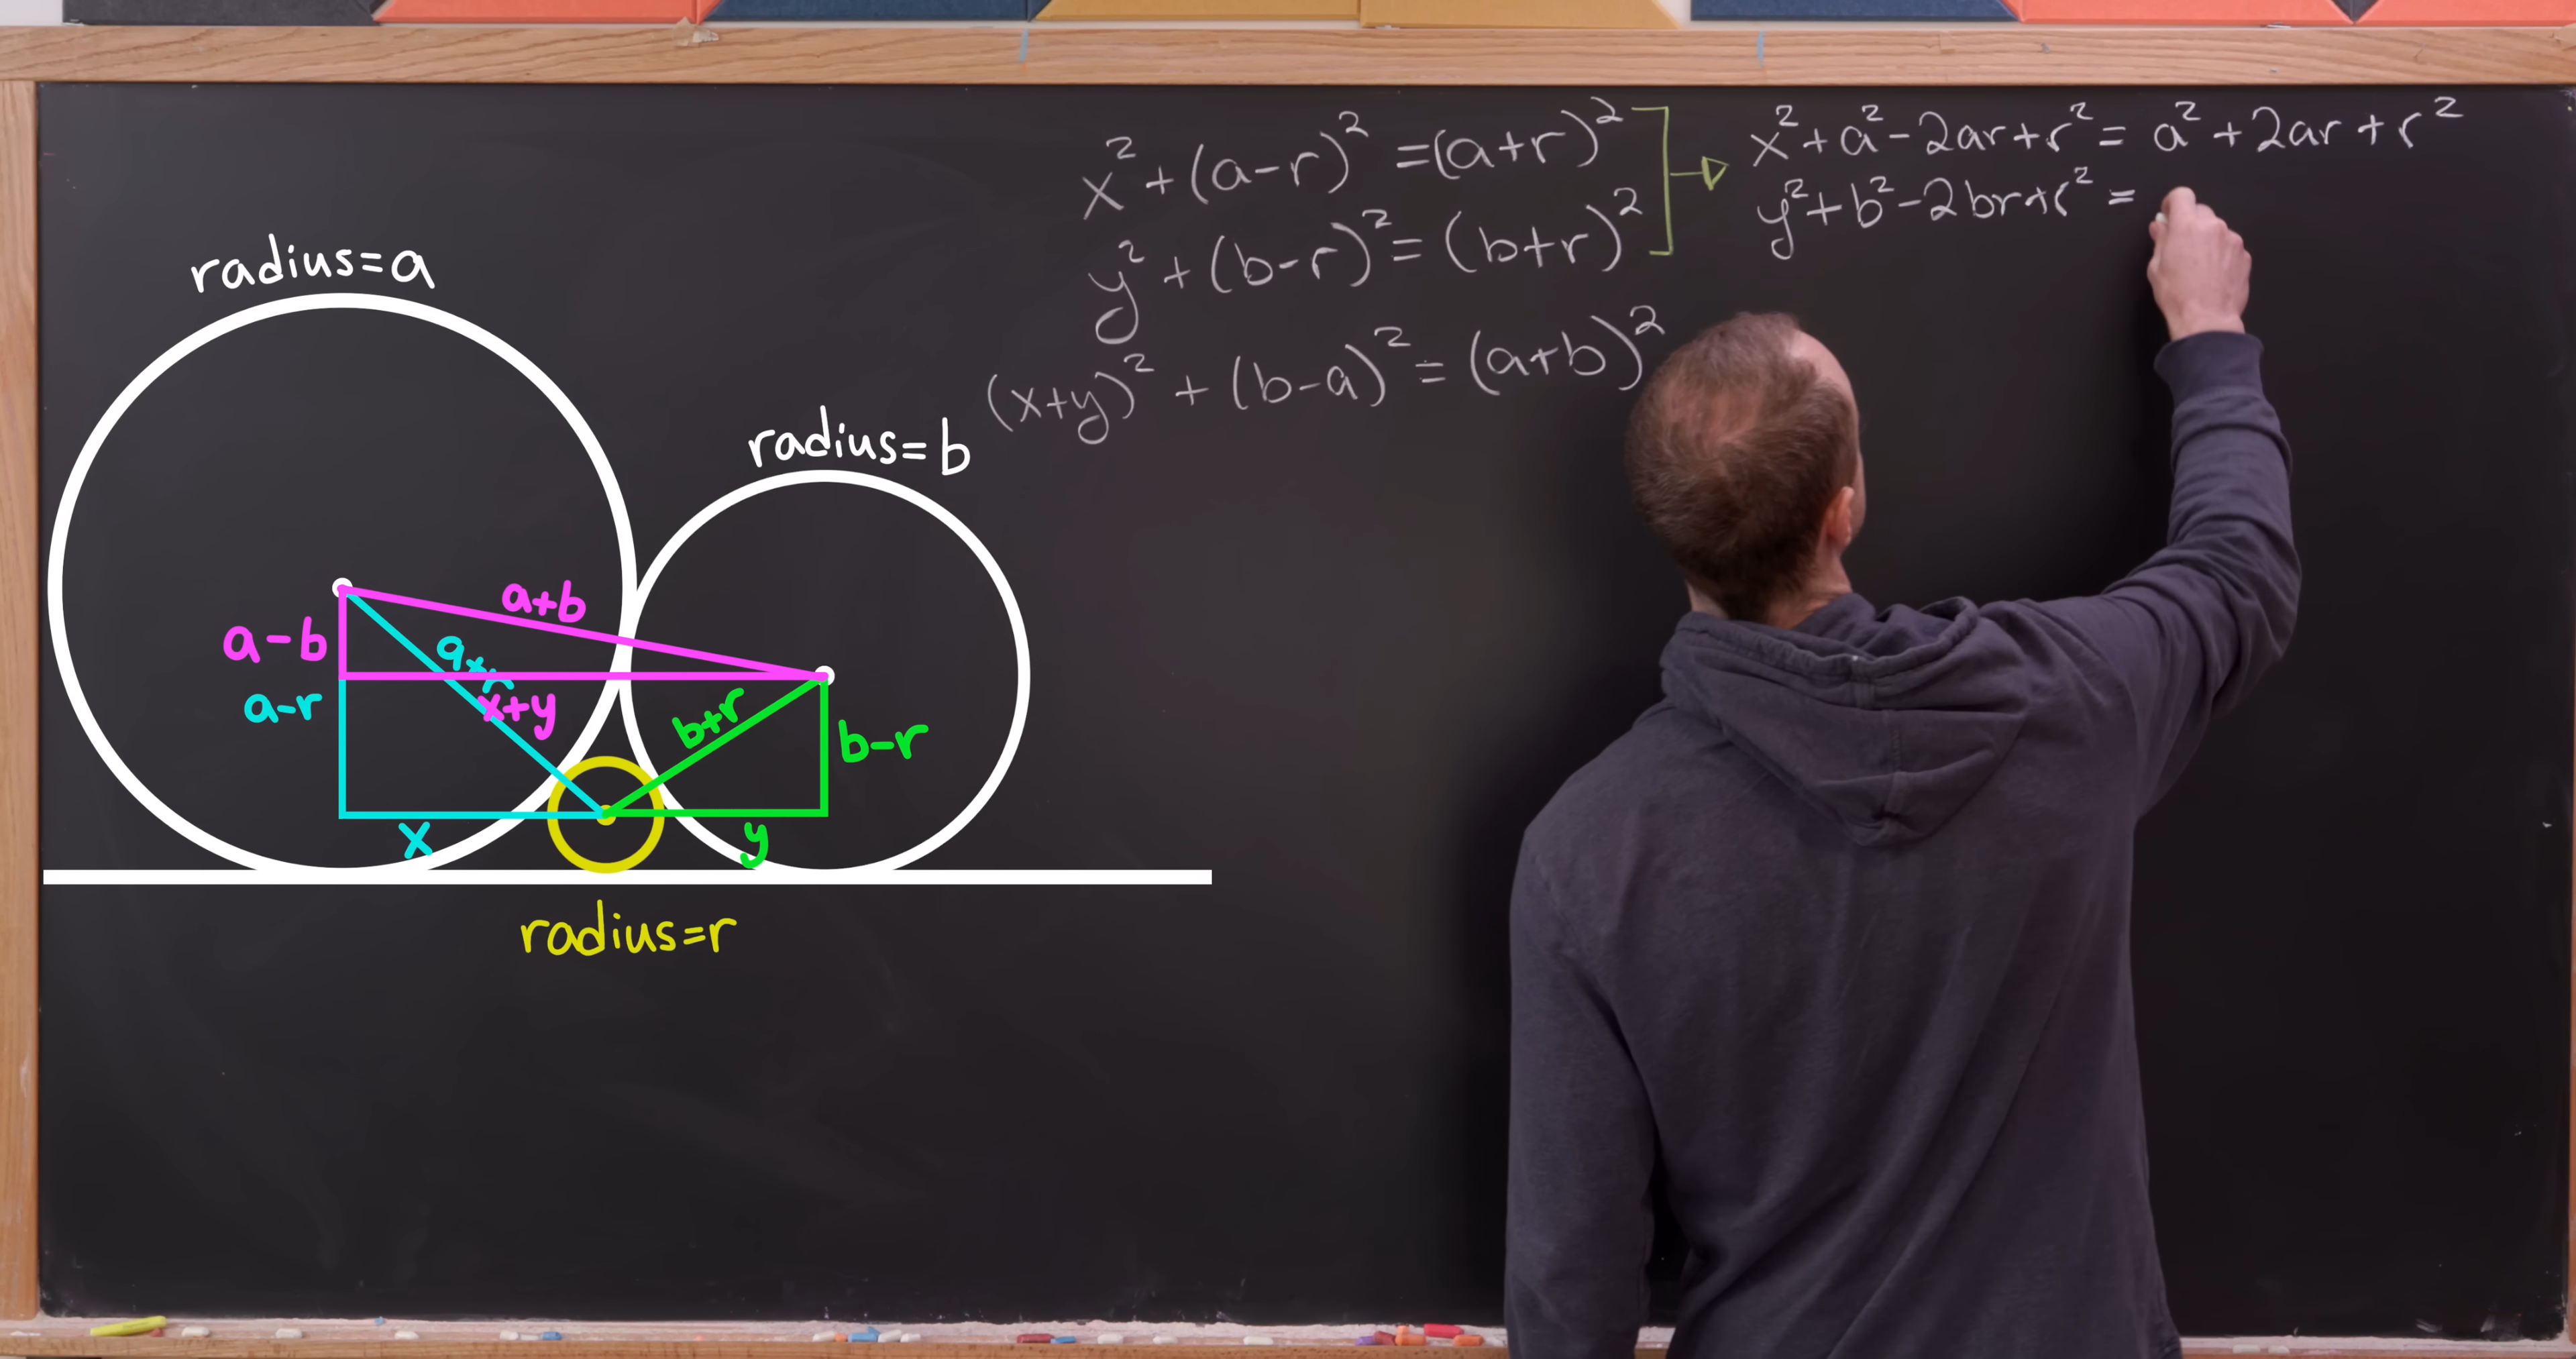 x² + (a-r)² = (a+r)²
y² + (b-r)² = (b+r)²
(x+y)² + (b-a)² = (a+b)²
x² + a² - 2ar + r² = a² + 2ar + r²
y² + b² - 2br + r² =
radius=a
radius=b
a+b
a-b
a+r
x+y
a-r
b+r
b-r
x
y
radius=r